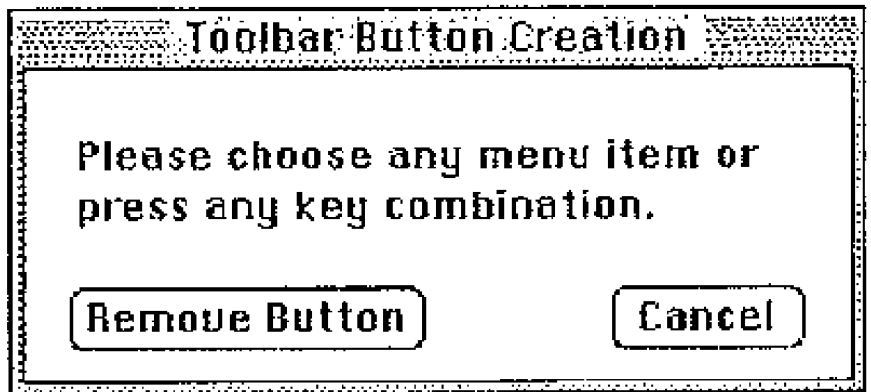 Toolbar Button Creation
Please choose any menu item or
press any key combination.
Remove Button
Cancel